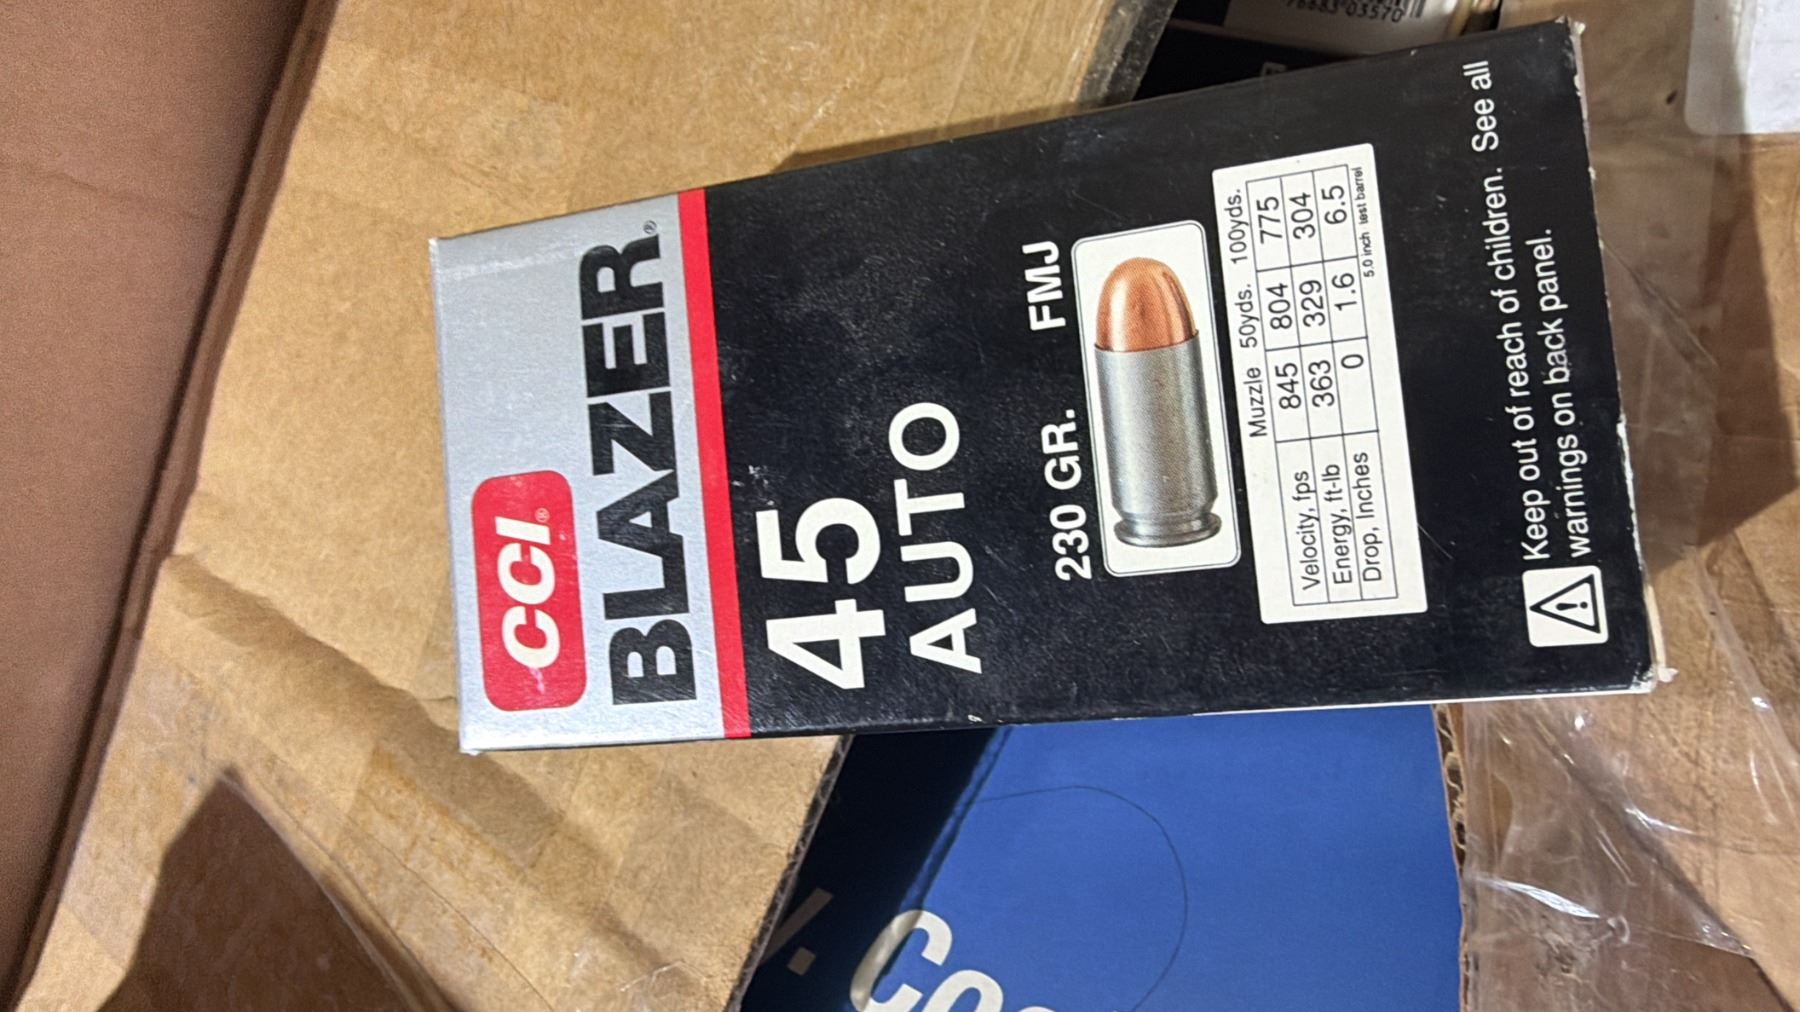 CCI®
BLAZER®
45
AUTO
230 GR. FMJ
Muzzle 50yds. 100yds.
Velocity, fps 845 804 775
Energy, ft-lb 363 329 304
Drop, Inches 0 1.6 6.5
5.0 inch test barrel
Keep out of reach of children. See all
warnings on back panel.
76683 03570